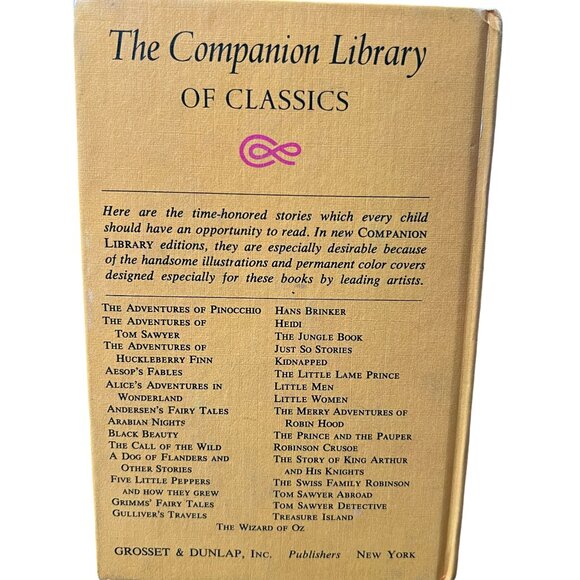 The Companion Library
OF CLASSICS
Here are the time-honored stories which every child
should have an opportunity to read. In new COMPANION
LIBRARY editions, they are especially desirable because
of the handsome illustrations and permanent color covers
designed especially for these books by leading artists.
THE ADVENTURES OF PINOCCHIO
THE ADVENTURES OF
TOM SAWYER
THE ADVENTURES OF
HUCKLEBERRY FINN
AESOP'S FABLES
ALICE'S ADVENTURES IN
WONDERLAND
ANDERSEN'S FAIRY TALES
ARABIAN NIGHTS
BLACK BEAUTY
THE CALL OF THE WILD
A DOG OF FLANDERS AND
OTHER STORIES
FIVE LITTLE PEPPERS
AND HOW THEY GREW
GRIMMS' FAIRY TALES
GULLIVER'S TRAVELS
HANS BRINKER
HEIDI
THE JUNGLE BOOK
JUST SO STORIES
KIDNAPPED
THE LITTLE LAME PRINCE
LITTLE MEN
LITTLE WOMEN
THE MERRY ADVENTURES OF
ROBIN HOOD
THE PRINCE AND THE PAUPER
ROBINSON CRUSOE
THE STORY OF KING ARTHUR
AND HIS KNIGHTS
THE SWISS FAMILY ROBINSON
TOM SAWYER ABROAD
TOM SAWYER DETECTIVE
TREASURE ISLAND
THE WIZARD OF OZ
GROSSET & DUNLAP, INC. Publishers NEW YORK